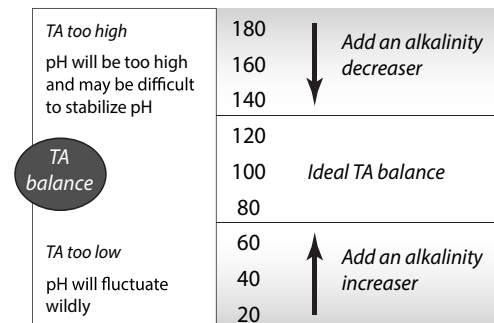 TA too high
pH will be too high
and may be difficult
to stabilize pH
TA
balance
TA too low
pH will fluctuate
wildly
180
160
140
120
100
80
60
40
20
Add an alkalinity
decreaser
Ideal TA balance
Add an alkalinity
increaser